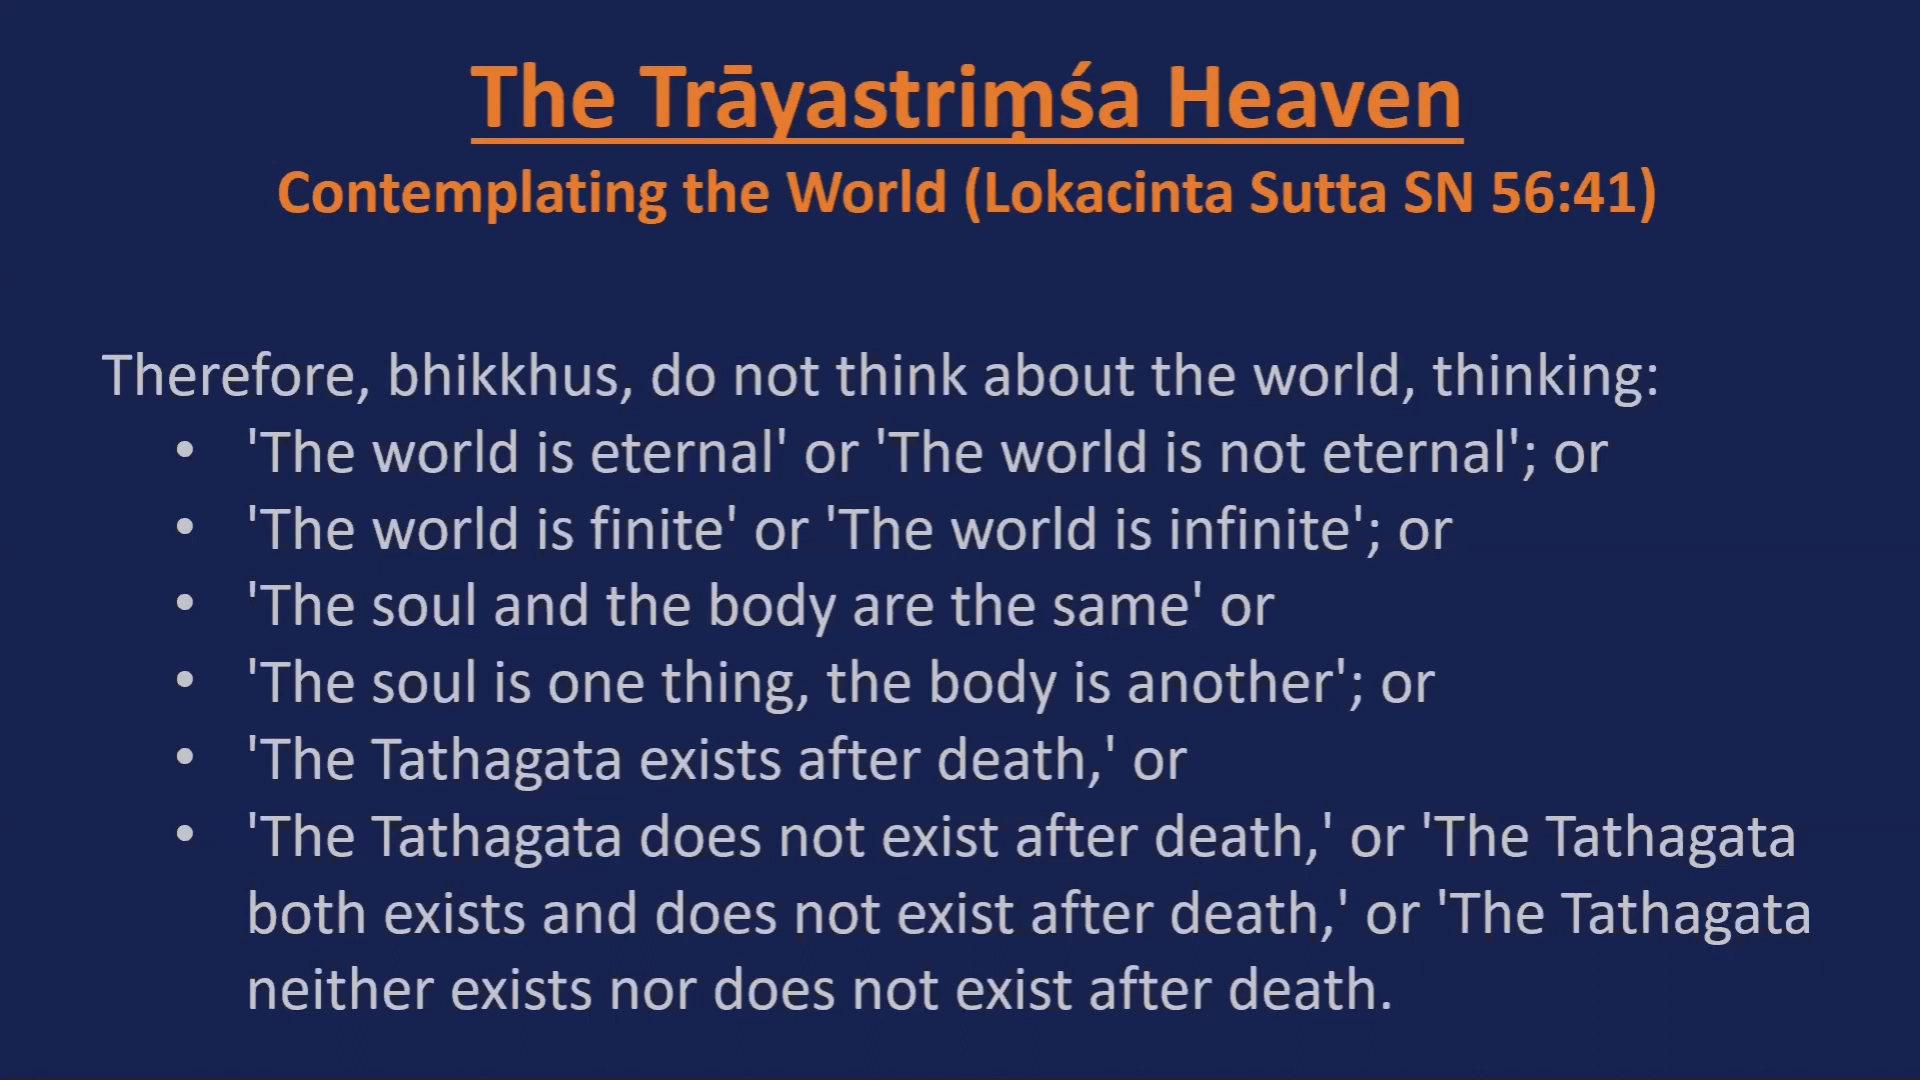 The Trāyastriṃśa Heaven
Contemplating the World (Lokacinta Sutta SN 56:41)
Therefore, bhikkhus, do not think about the world, thinking:
• 'The world is eternal' or 'The world is not eternal'; or
• 'The world is finite' or 'The world is infinite'; or
• 'The soul and the body are the same' or
• 'The soul is one thing, the body is another'; or
• 'The Tathagata exists after death,' or
• 'The Tathagata does not exist after death,' or 'The Tathagata
both exists and does not exist after death,' or 'The Tathagata
neither exists nor does not exist after death.